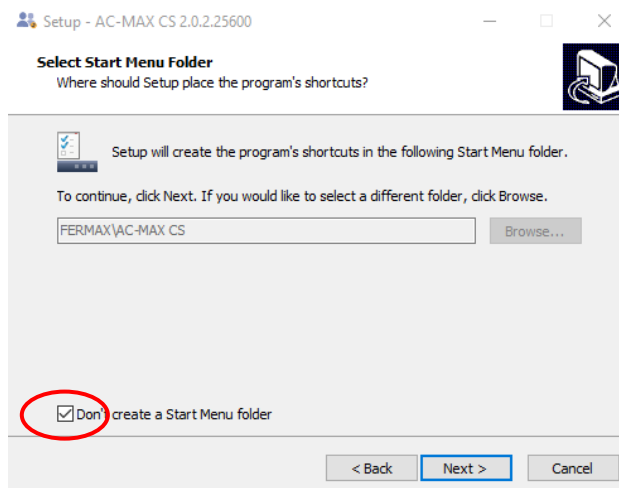 Setup - AC-MAX CS 2.0.2.25600
Select Start Menu Folder
Where should Setup place the program's shortcuts?
Setup will create the program's shortcuts in the following Start Menu folder.
To continue, click Next. If you would like to select a different folder, click Browse.
FERMAX\AC-MAX CS
Browse...
Don't create a Start Menu folder
< Back
Next >
Cancel